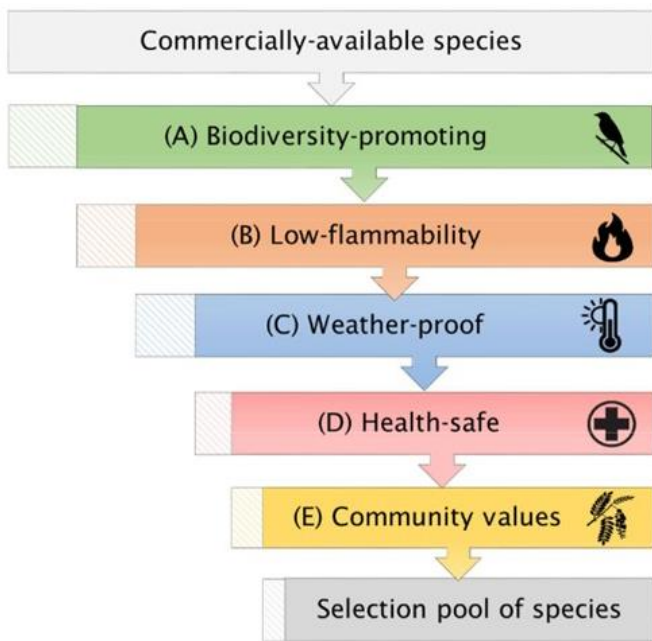 Commercially-available species
(A) Biodiversity-promoting
(B) Low-flammability
(C) Weather-proof
(D) Health-safe
(E) Community values
Selection pool of species